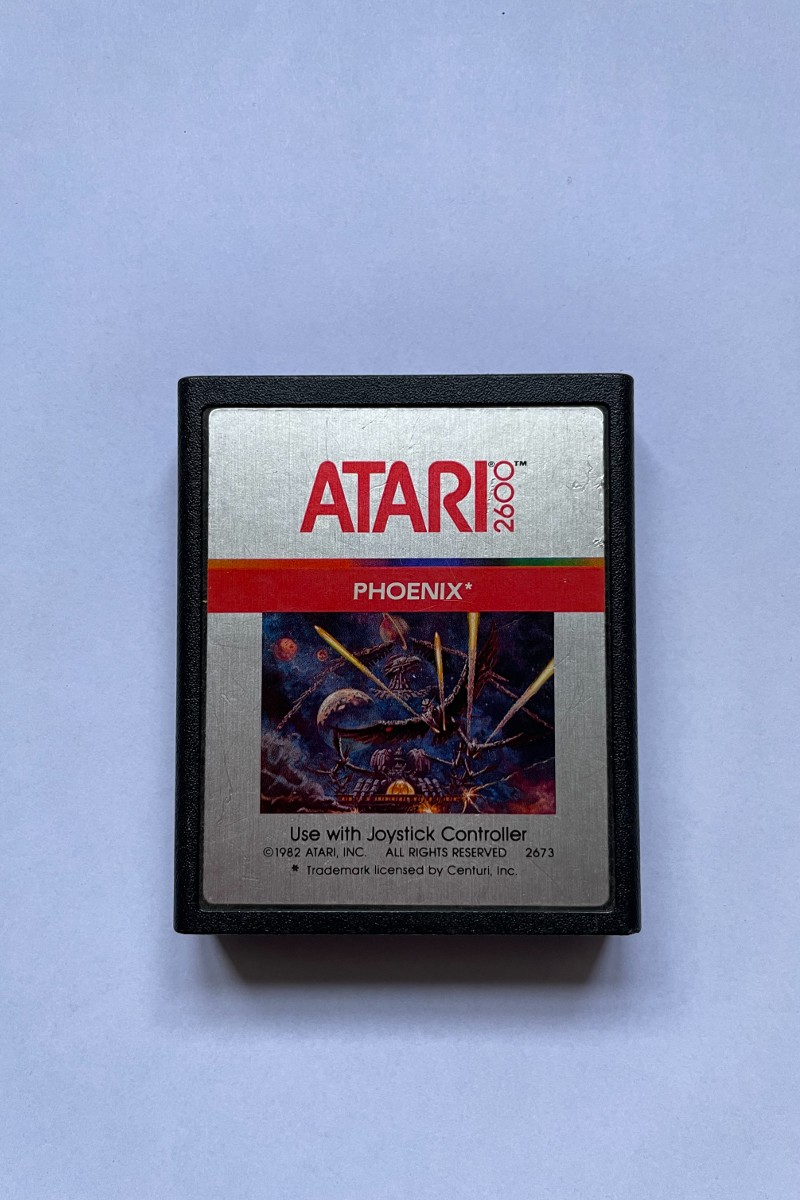 ATARI® 2600™
PHOENIX*
Use with Joystick Controller
©1982 ATARI, INC. ALL RIGHTS RESERVED 2673
* Trademark licensed by Centuri, Inc.